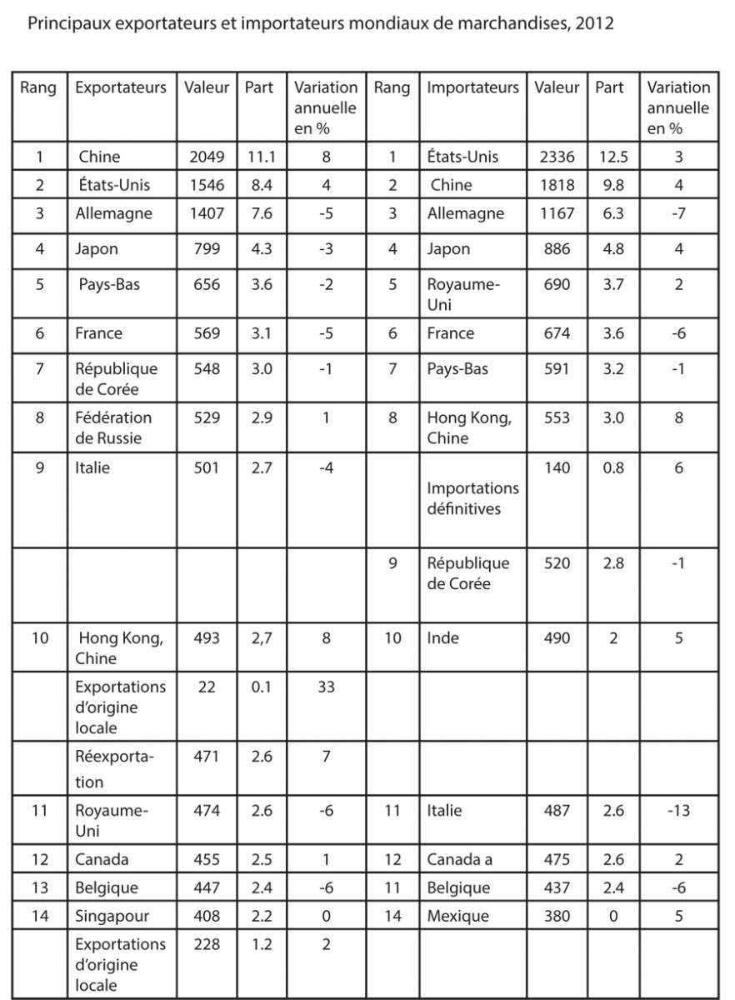 Principaux exportateurs et importateurs mondiaux de marchandises, 2012
Rang Exportateurs Valeur Part Variation Rang Importateurs Valeur Part Variation
annuelle annuelle
en % en %
1 Chine 2049 11.1 8 1 États-Unis 2336 12.5 3
2 États-Unis 1546 8.4 4 2 Chine 1818 9.8 4
3 Allemagne 1407 7.6 -5 3 Allemagne 1167 6.3 -7
4 Japon 799 4.3 -3 4 Japon 886 4.8 4
5 Pays-Bas 656 3.6 -2 5 Royaume- 690 3.7 2
Uni
6 France 569 3.1 -5 6 France 674 3.6 -6
7 République 548 3.0 -1 7 Pays-Bas 591 3.2 -1
de Corée
8 Fédération 529 2.9 1 8 Hong Kong, 553 3.0 8
de Russie Chine
9 Italie 501 2.7 -4 140 0.8 6
Importations
définitives
9 République 520 2.8 -1
de Corée
10 Hong Kong, 493 2,7 8 10 Inde 490 2 5
Chine
Exportations 22 0.1 33
d'origine
locale
Réexporta- 471 2.6 7
tion
11 Royaume- 474 2.6 -6 11 Italie 487 2.6 -13
Uni
12 Canada 455 2.5 1 12 Canada a 475 2.6 2
13 Belgique 447 2.4 -6 11 Belgique 437 2.4 -6
14 Singapour 408 2.2 0 14 Mexique 380 0 5
Exportations 228 1.2 2
d'origine
locale